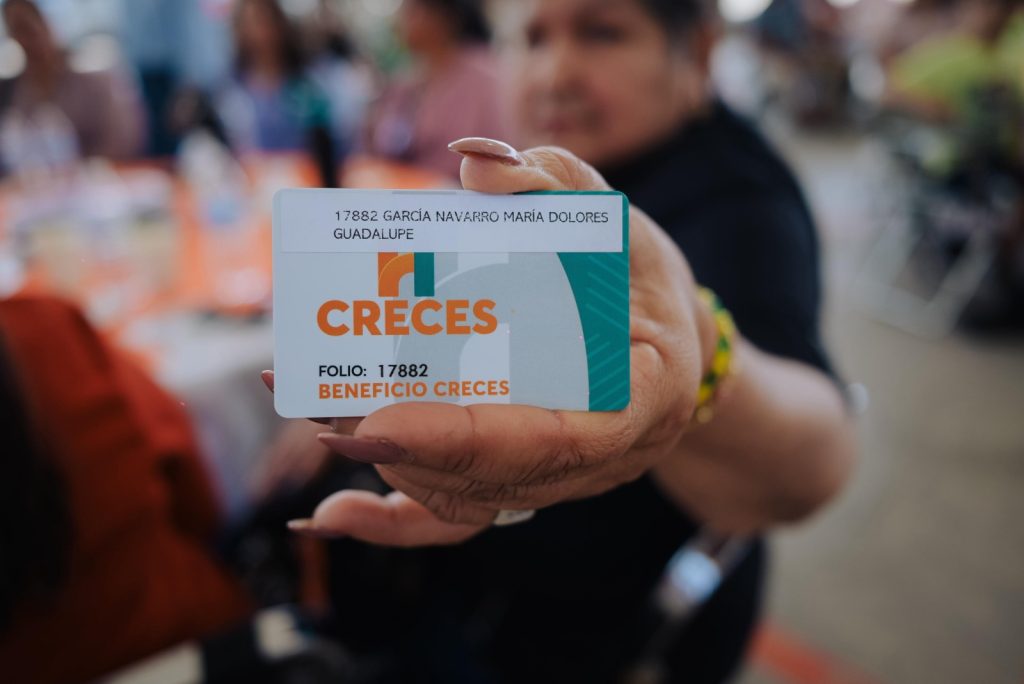 17882 GARCÍA NAVARRO MARÍA DOLORES
GUADALUPE
CRECES
FOLIO: 17882
BENEFICIO CRECES